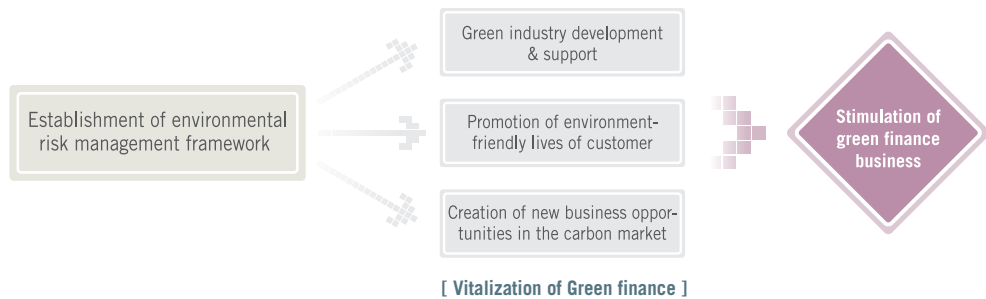 Establishment of environmental
risk management framework
Green industry development
& support
Promotion of environment-
friendly lives of customer
Creation of new business oppor-
tunities in the carbon market
[ Vitalization of Green finance ]
Stimulation of
green finance
business